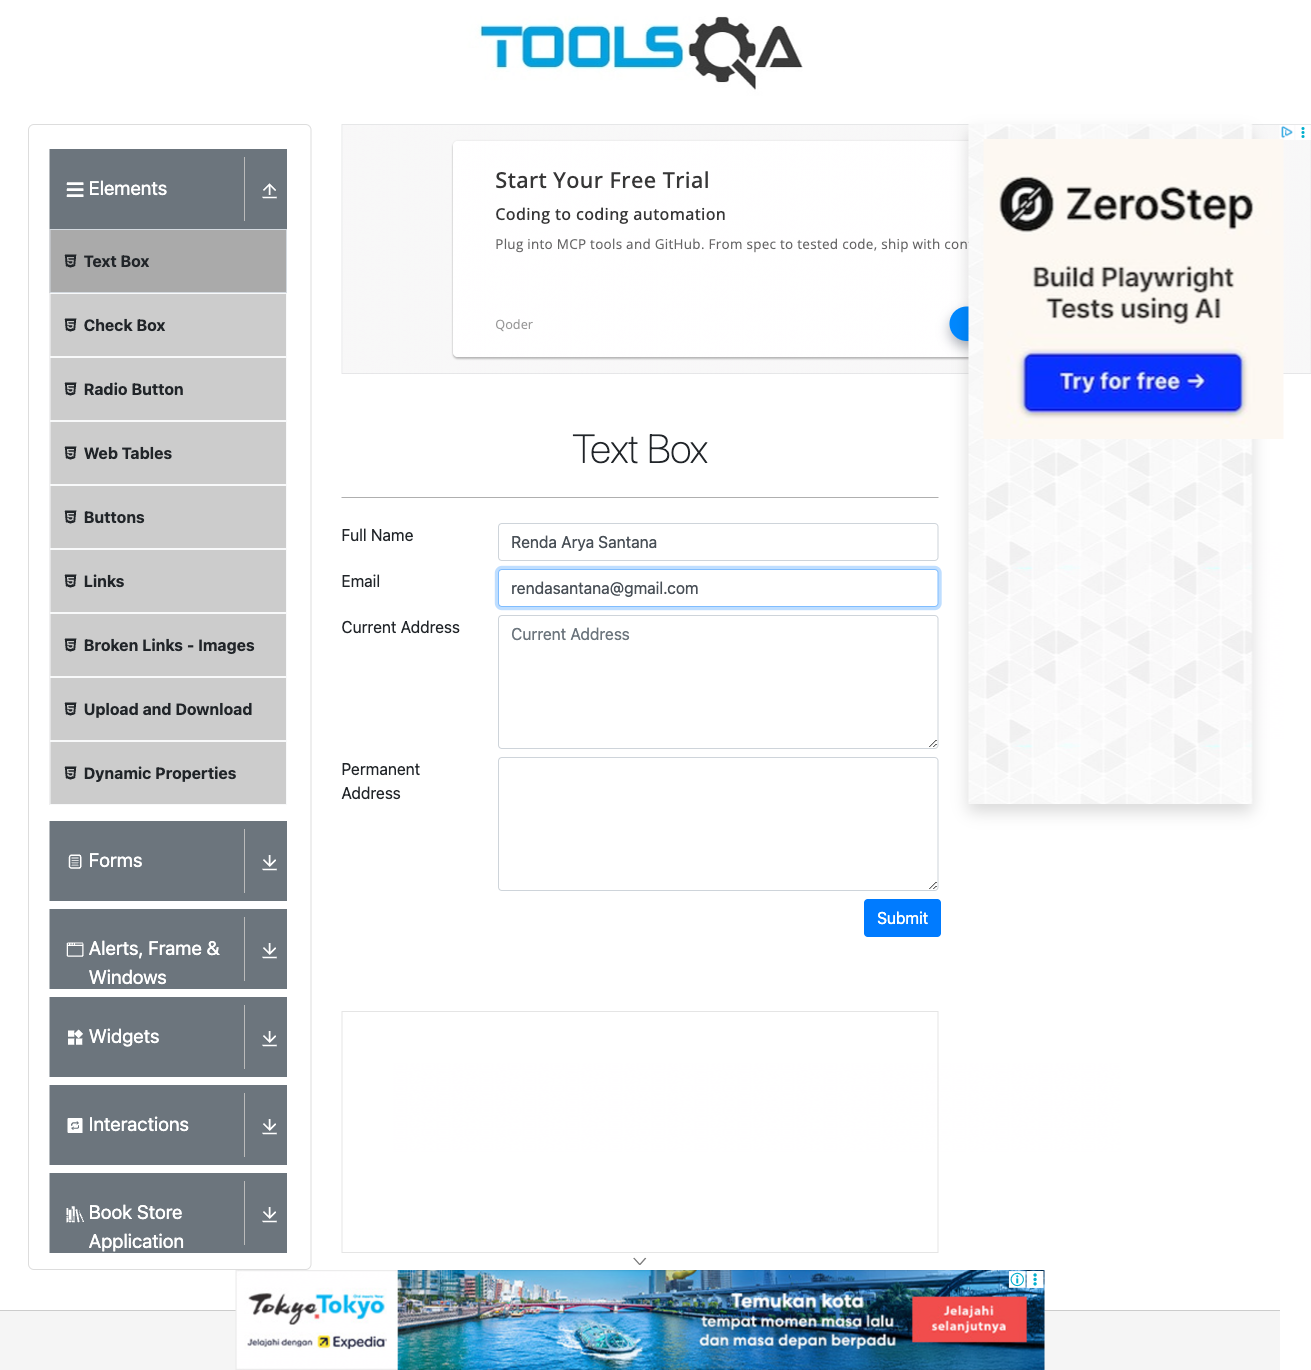 TOOLSQA
Elements
Text Box
Check Box
Radio Button
Web Tables
Buttons
Links
Broken Links - Images
Upload and Download
Dynamic Properties
Forms
Alerts, Frame &
Windows
Widgets
Interactions
Book Store
Application
Start Your Free Trial
Coding to coding automation
Plug into MCP tools and GitHub. From spec to tested code, ship with con
Qoder
ZeroStep
Build Playwright
Tests using AI
Try for free →
Text Box
Full Name
Renda Arya Santana
Email
rendasantana@gmail.com
Current Address
Current Address
Permanent
Address
Submit
Tokyo Tokyo
Jelajahi dengan Expedia
Temukan kota
tempat momen masa lalu
dan masa depan berpadu
Jelajahi
selanjutnya